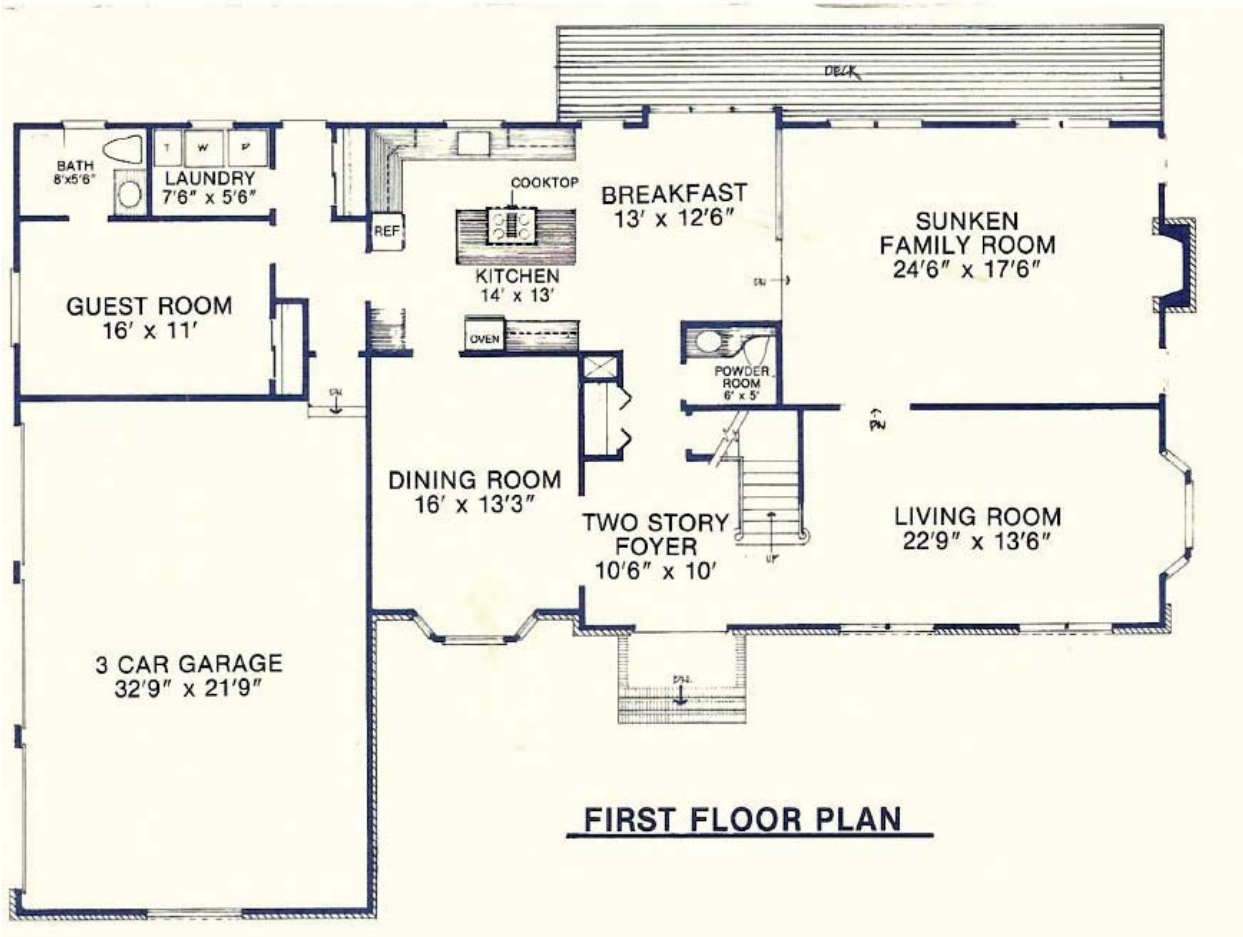 DECK
BATH
8'x5'6"
T W D
LAUNDRY
7'6" x 5'6"
COOKTOP
BREAKFAST
13' x 12'6"
REF
SUNKEN
FAMILY ROOM
24'6" x 17'6"
KITCHEN
14' x 13'
DN
GUEST ROOM
16' x 11'
OVEN
POWDER
ROOM
6' x 5'
DN
DN
DINING ROOM
16' x 13'3"
TWO STORY
FOYER
10'6" x 10'
LIVING ROOM
22'9" x 13'6"
UP
3 CAR GARAGE
32'9" x 21'9"
DN.
FIRST FLOOR PLAN